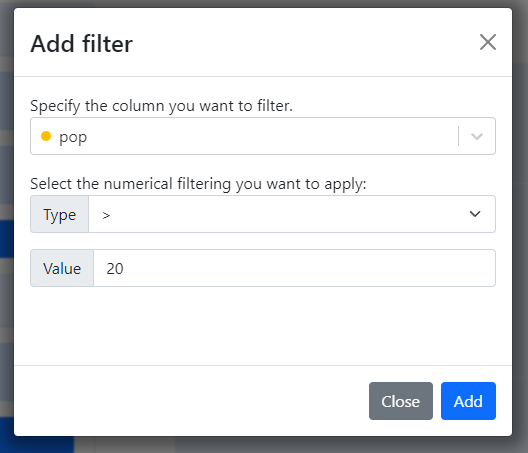 Add filter
Specify the column you want to filter.
pop
Select the numerical filtering you want to apply:
Type >
Value 20
Close Add